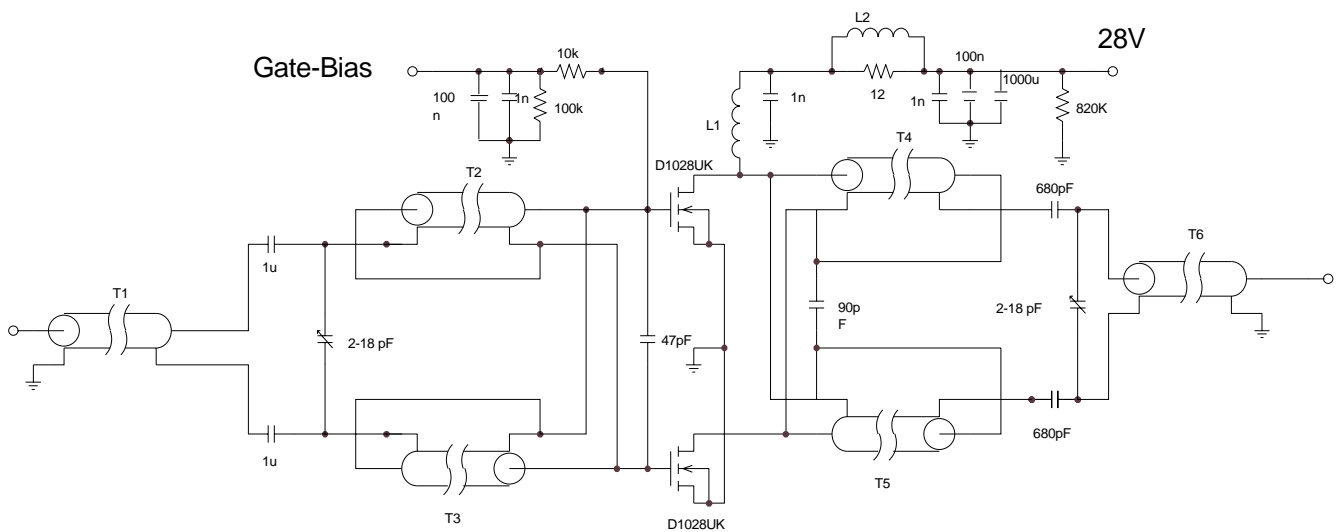 L2
28V
Gate-Bias
10k
100n
100
n
1n
100k
1n
12
1n
1000u
820K
L1
T4
D1028UK
T2
680pF
T6
1u
T1
2-18 pF
47pF
90p
F
2-18 pF
1u
680pF
T3
T5
D1028UK